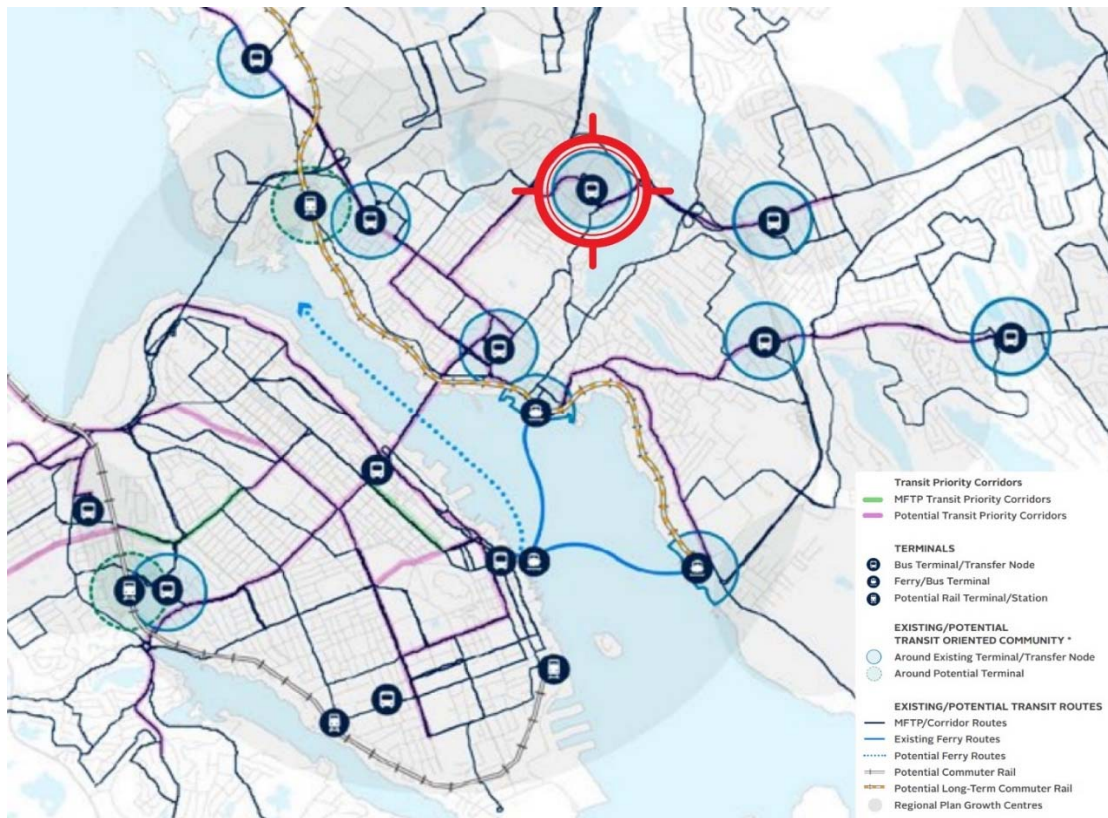 Transit Priority Corridors
MFTP Transit Priority Corridors
Potential Transit Priority Corridors
TERMINALS
Bus Terminal/Transfer Node
Ferry/Bus Terminal
Potential Rail Terminal/Station
EXISTING/POTENTIAL
TRANSIT ORIENTED COMMUNITY *
Around Existing Terminal/Transfer Node
Around Potential Terminal
EXISTING/POTENTIAL TRANSIT ROUTES
MFTP/Corridor Routes
Existing Ferry Routes
Potential Ferry Routes
Potential Commuter Rail
Potential Long-Term Commuter Rail
Regional Plan Growth Centres